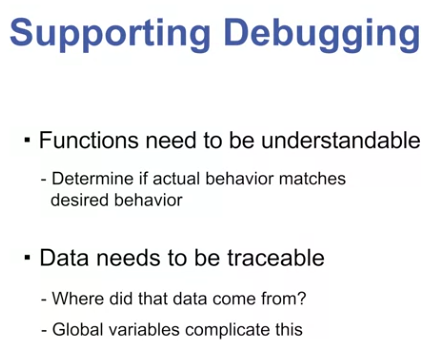 Supporting Debugging
▪ Functions need to be understandable
- Determine if actual behavior matches
desired behavior
▪ Data needs to be traceable
- Where did that data come from?
- Global variables complicate this